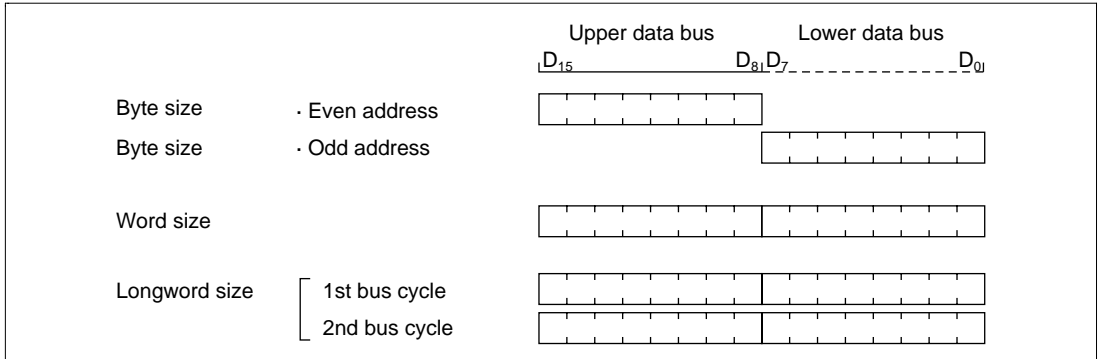 Upper data bus Lower data bus
D15 D8 D7 D0
Byte size · Even address
Byte size · Odd address
Word size
Longword size 1st bus cycle
2nd bus cycle